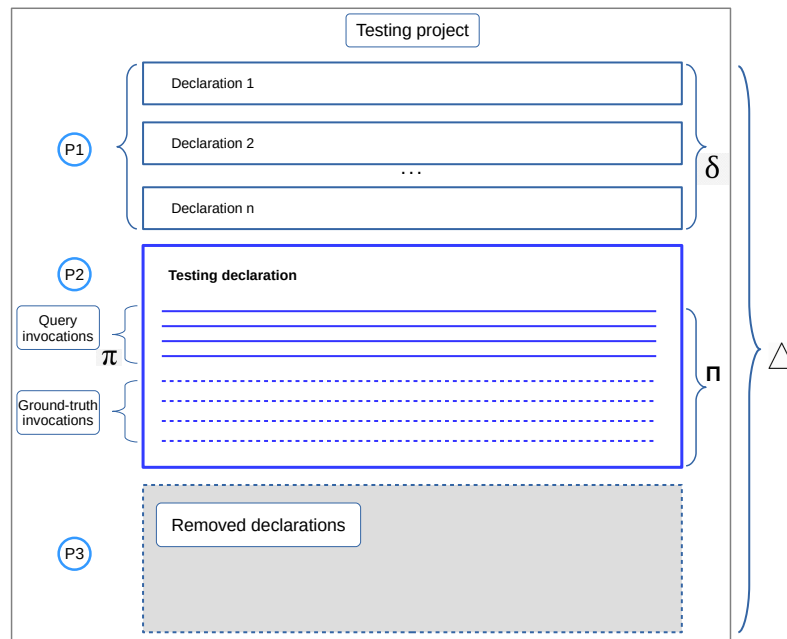 Testing project
Declaration 1
P1
Declaration 2
...
δ
Declaration n
P2
Testing declaration
Query
invocations
π
Π
△
Ground-truth
invocations
Removed declarations
P3